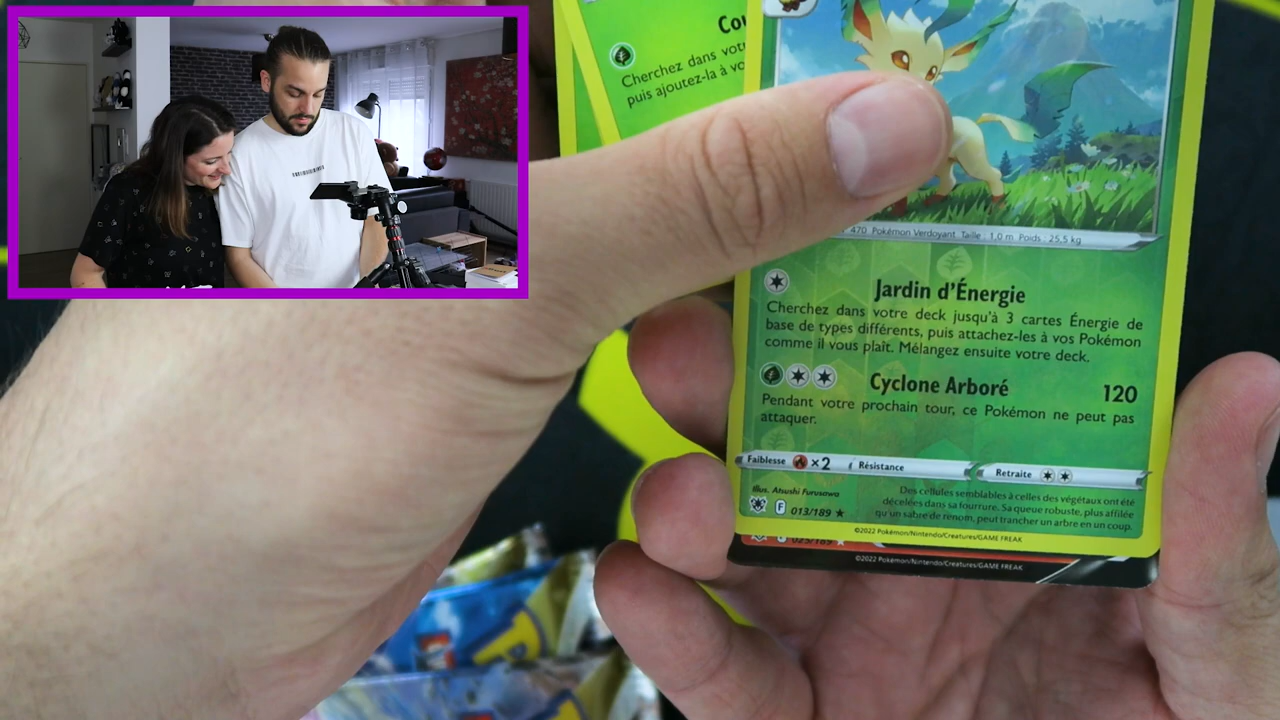 Cou
Cherchez dans votr
puis ajoutez-la à vo
470 Pokémon Verdoyant Taille : 1,0 m Poids : 25,5 kg
Jardin d'Énergie
Cherchez dans votre deck jusqu'à 3 cartes Énergie de
base de types différents, puis attachez-les à vos Pokémon
comme il vous plaît. Mélangez ensuite votre deck.
Cyclone Arboré 120
Pendant votre prochain tour, ce Pokémon ne peut pas
attaquer.
Faiblesse ×2 Résistance Retraite
Illus. Atsushi Furusawa
F 013/189 ★
Des cellules semblables à celles des végétaux ont été
décelées dans sa fourrure. Sa queue robuste, plus affilée
qu'un sabre de renom, peut trancher un arbre en un coup.
©2022 Pokémon/Nintendo/Creatures/GAME FREAK
025/189 ★
©2022 Pokémon/Nintendo/Creatures/GAME FREAK